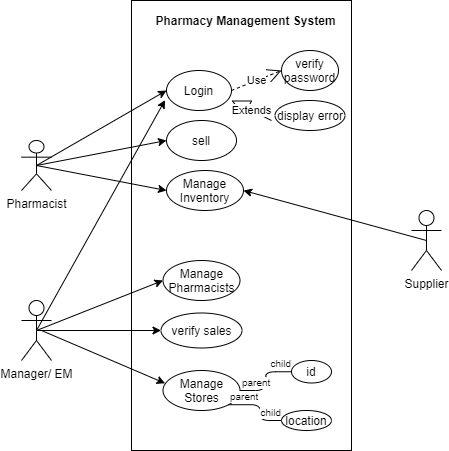 Pharmacy Management System
verify
password
Use
Login
Extends
display error
sell
Pharmacist
Manage
Inventory
Supplier
Manage
Pharmacists
verify sales
Manager/ EM
Manage
Stores
child
id
parent
parent
child
location